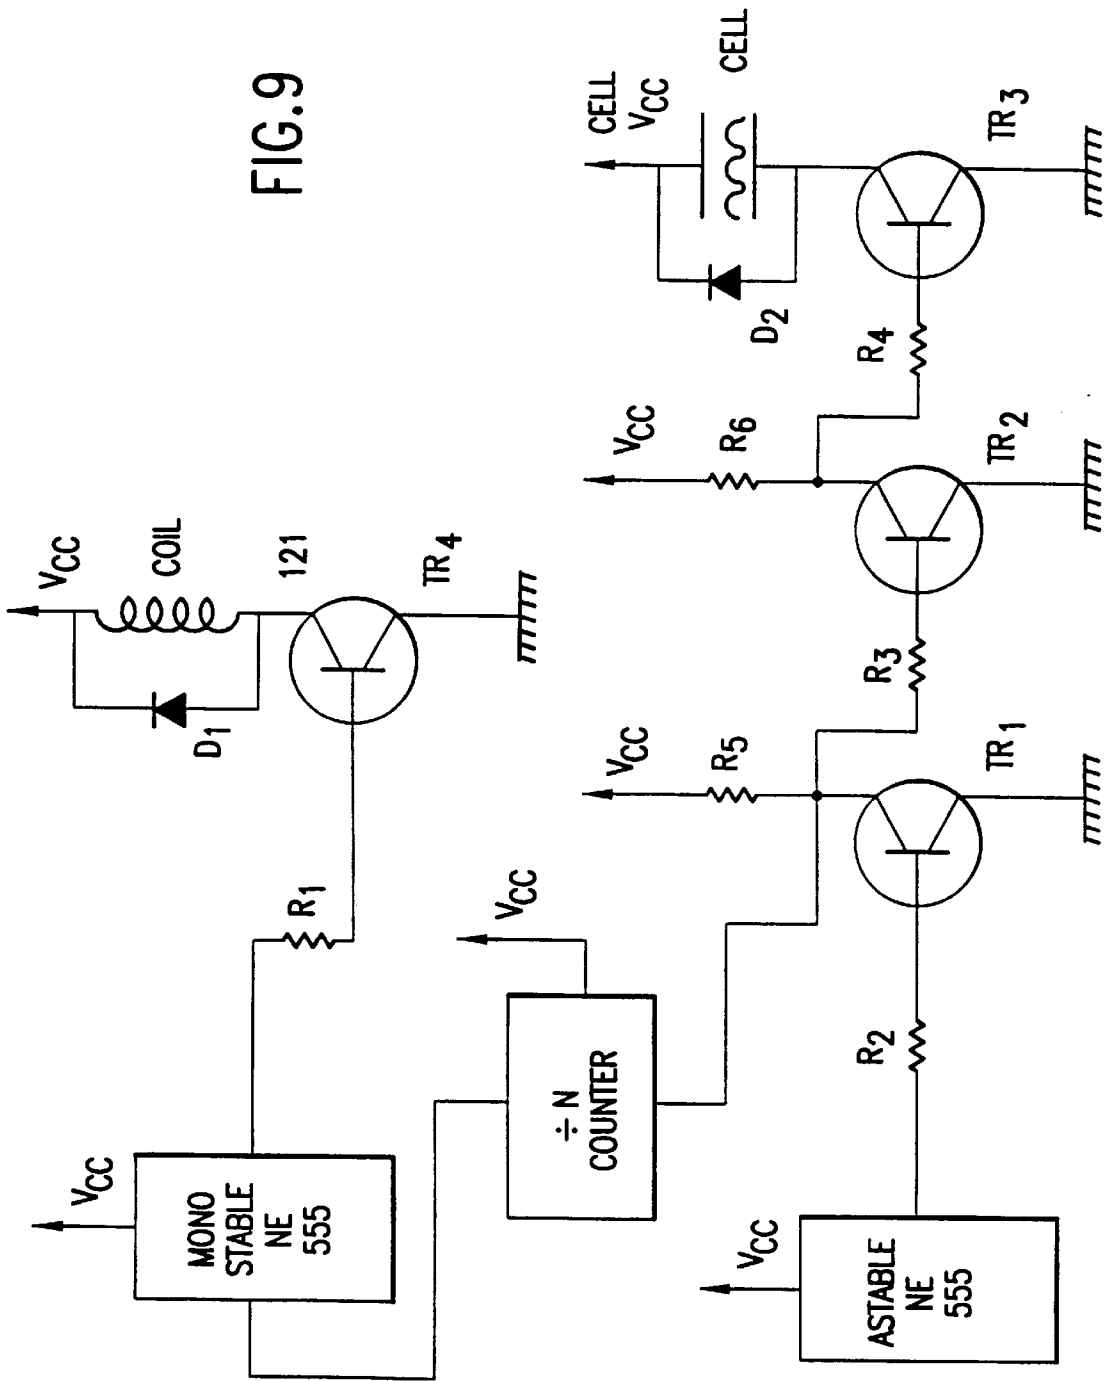 FIG.9
VCC
COIL
D1
121
TR4
R1
VCC
MONO
STABLE
NE
555
VCC
÷ N
COUNTER
CELL
VCC
CELL
D2
TR3
R4
VCC
R6
TR2
R3
VCC
R5
TR1
R2
VCC
ASTABLE
NE
555